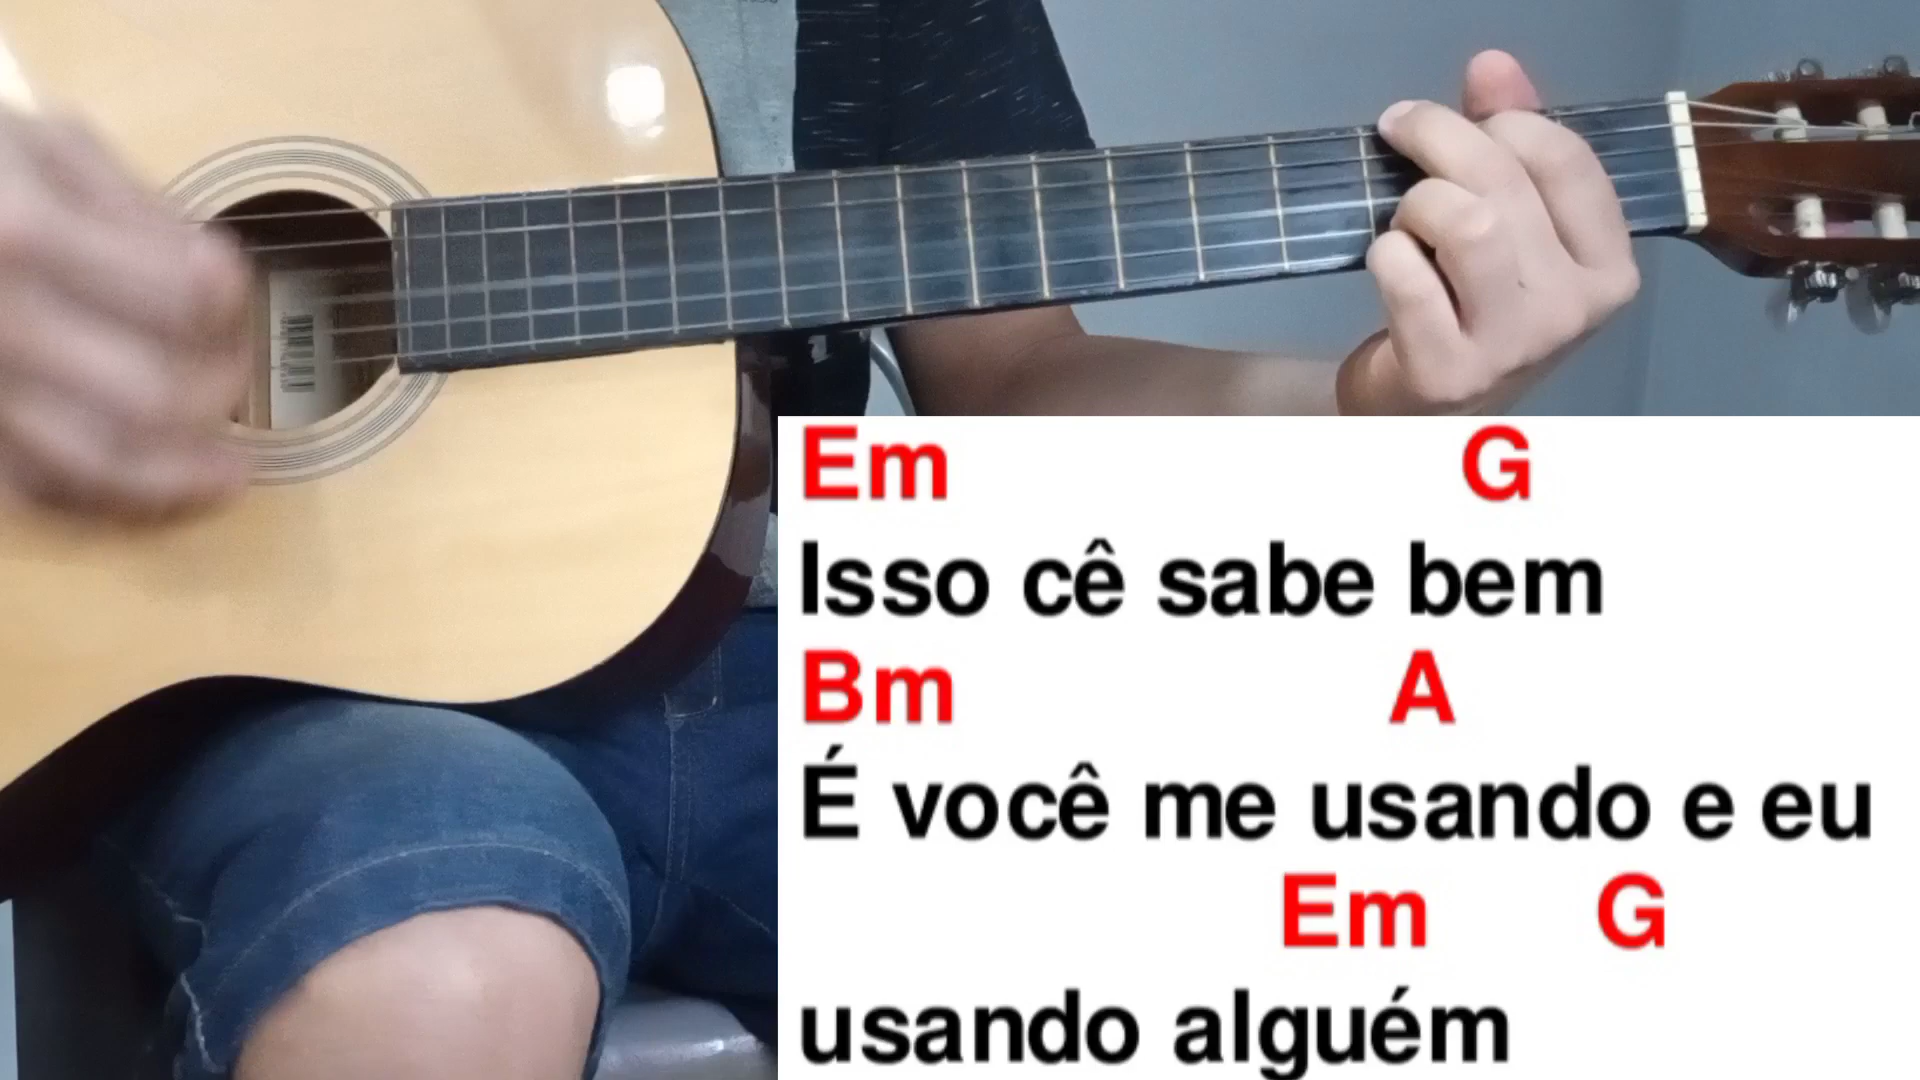 Em G
Isso cê sabe bem
Bm A
É você me usando e eu
Em G
usando alguém